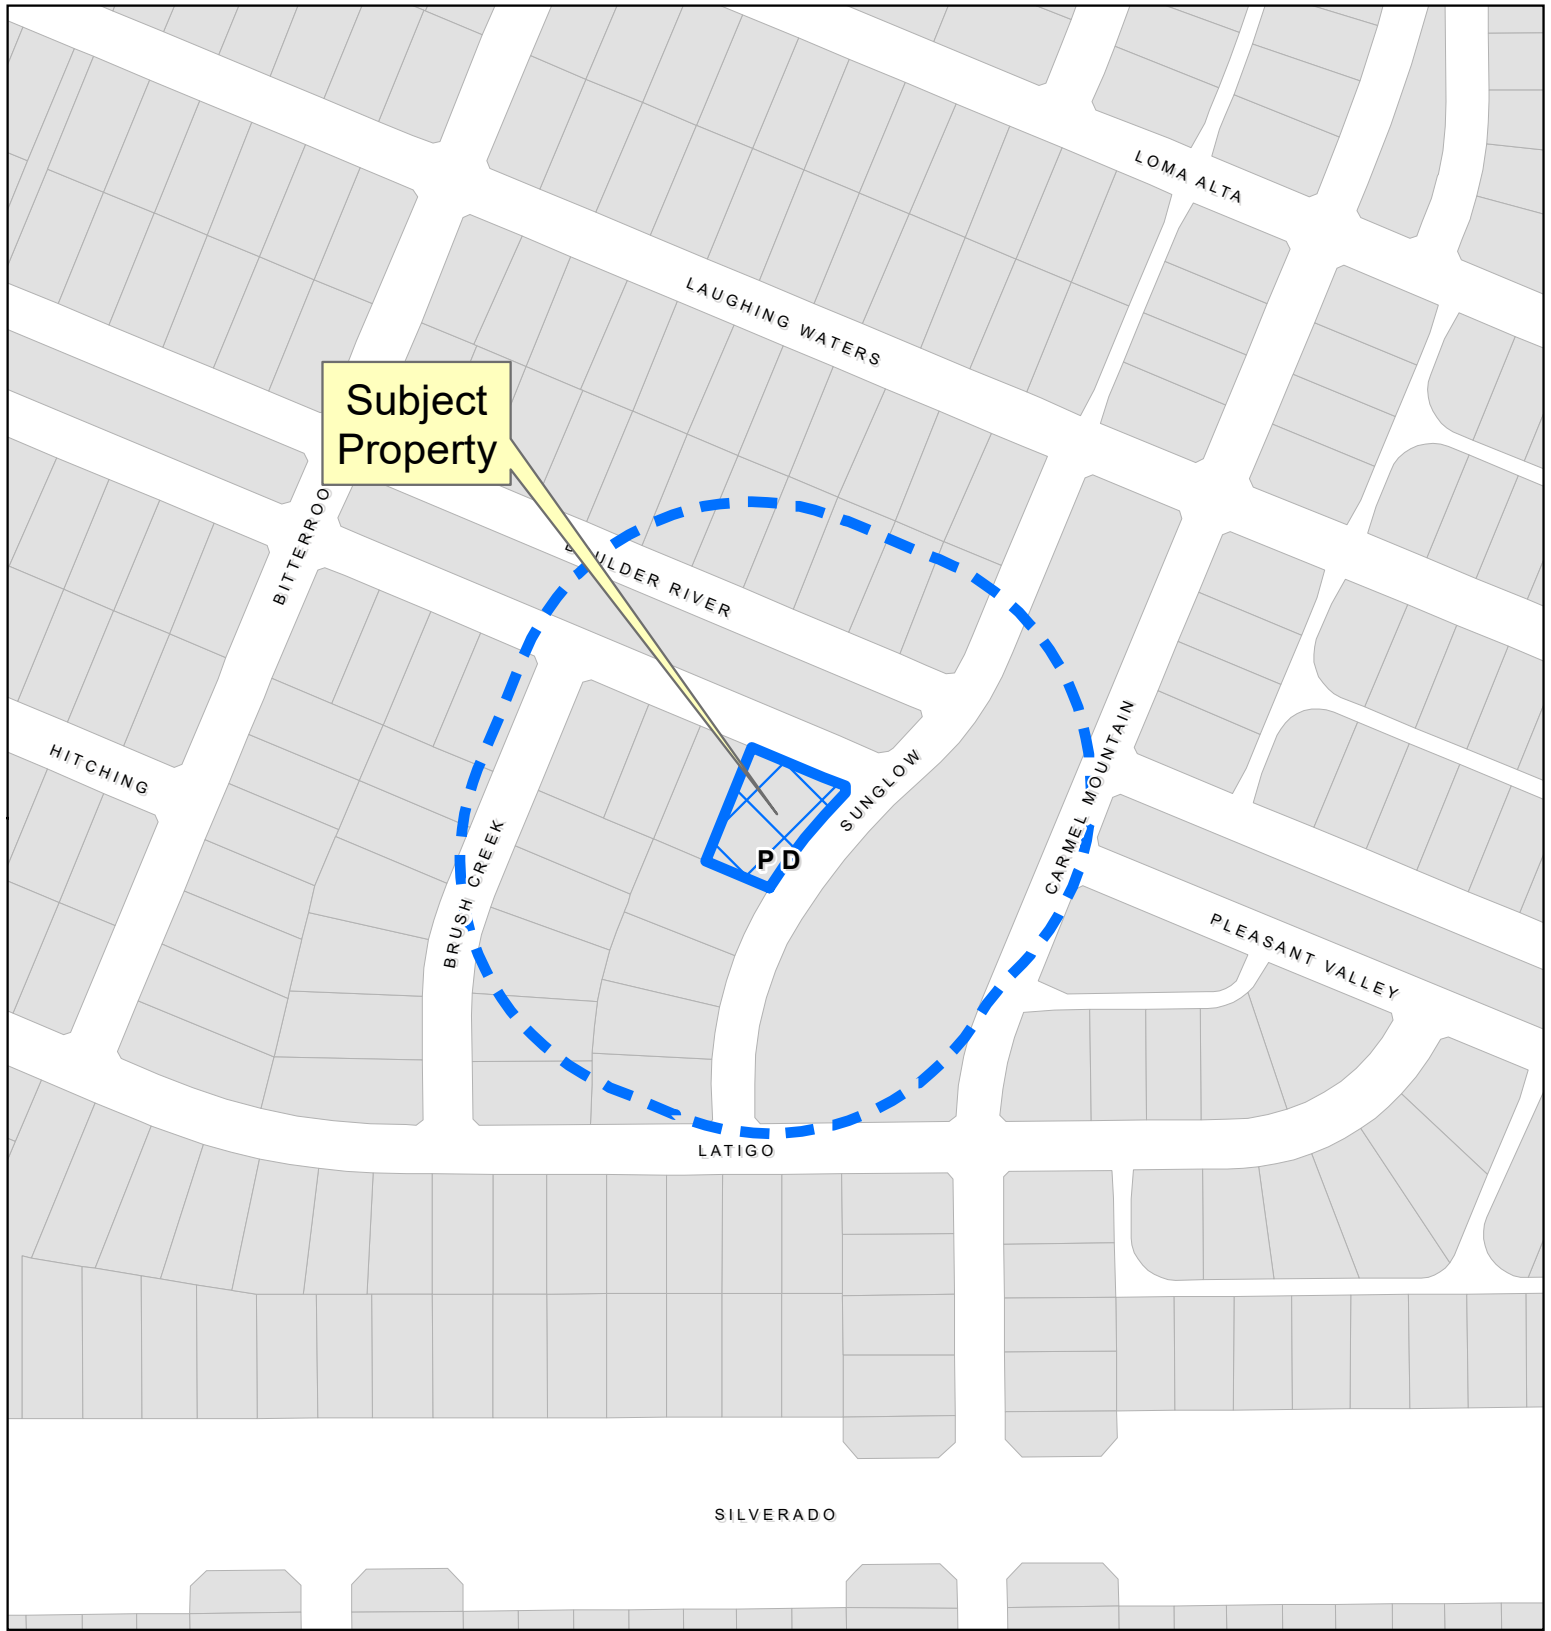 LOMA ALTA
LAUGHING WATERS
Subject
Property
BITTERROO
ULDER RIVER
HITCHING
SUNGLOW
CARMEL MOUNTAIN
PD
BRUSH CREEK
PLEASANT VALLEY
LATIGO
SILVERADO